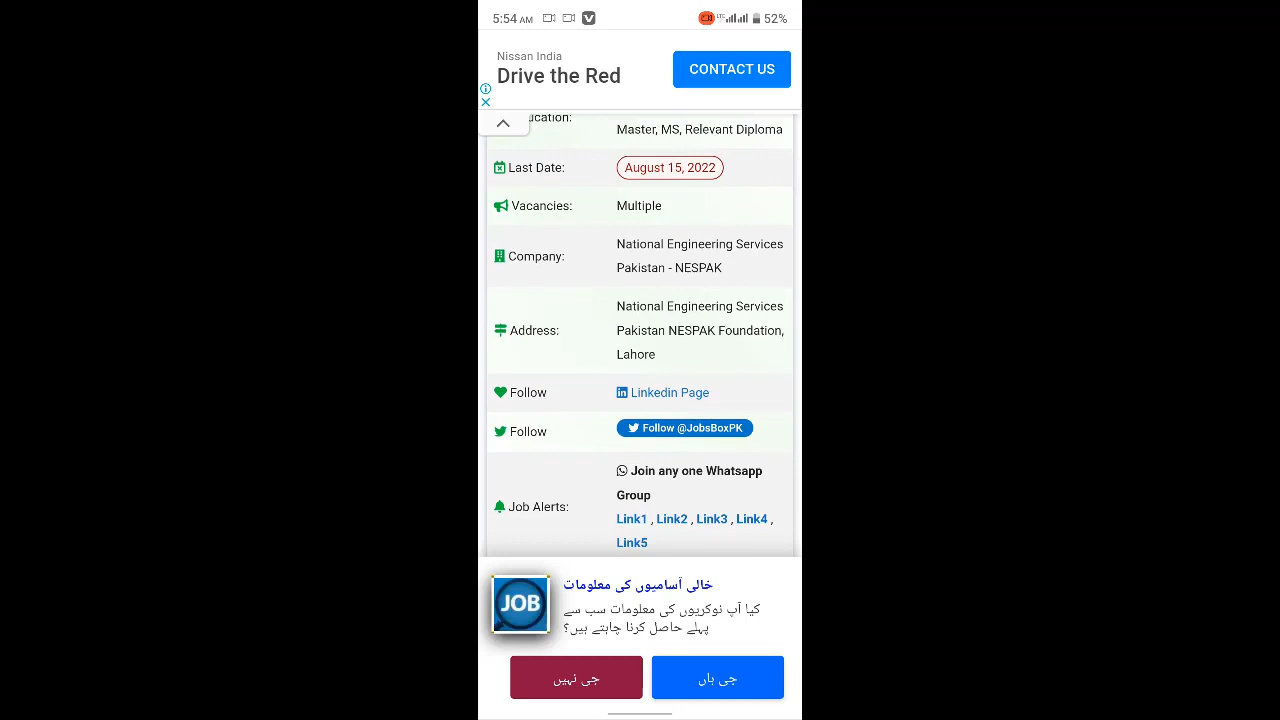 5:54 AM
52%
Nissan India
Drive the Red
CONTACT US
ucation:
Master, MS, Relevant Diploma
Last Date:
August 15, 2022
Vacancies:
Multiple
Company:
National Engineering Services
Pakistan - NESPAK
Address:
National Engineering Services
Pakistan NESPAK Foundation,
Lahore
Follow
Linkedin Page
Follow
Follow @JobsBoxPK
Job Alerts:
Join any one Whatsapp
Group
Link1 , Link2 , Link3 , Link4 ,
Link5
JOB
خالی آسامیوں کی معلومات
کیا آپ نوکریوں کی معلومات سب سے
پہلے حاصل کرنا چاہتے ہیں؟
جی نہیں
جی ہاں